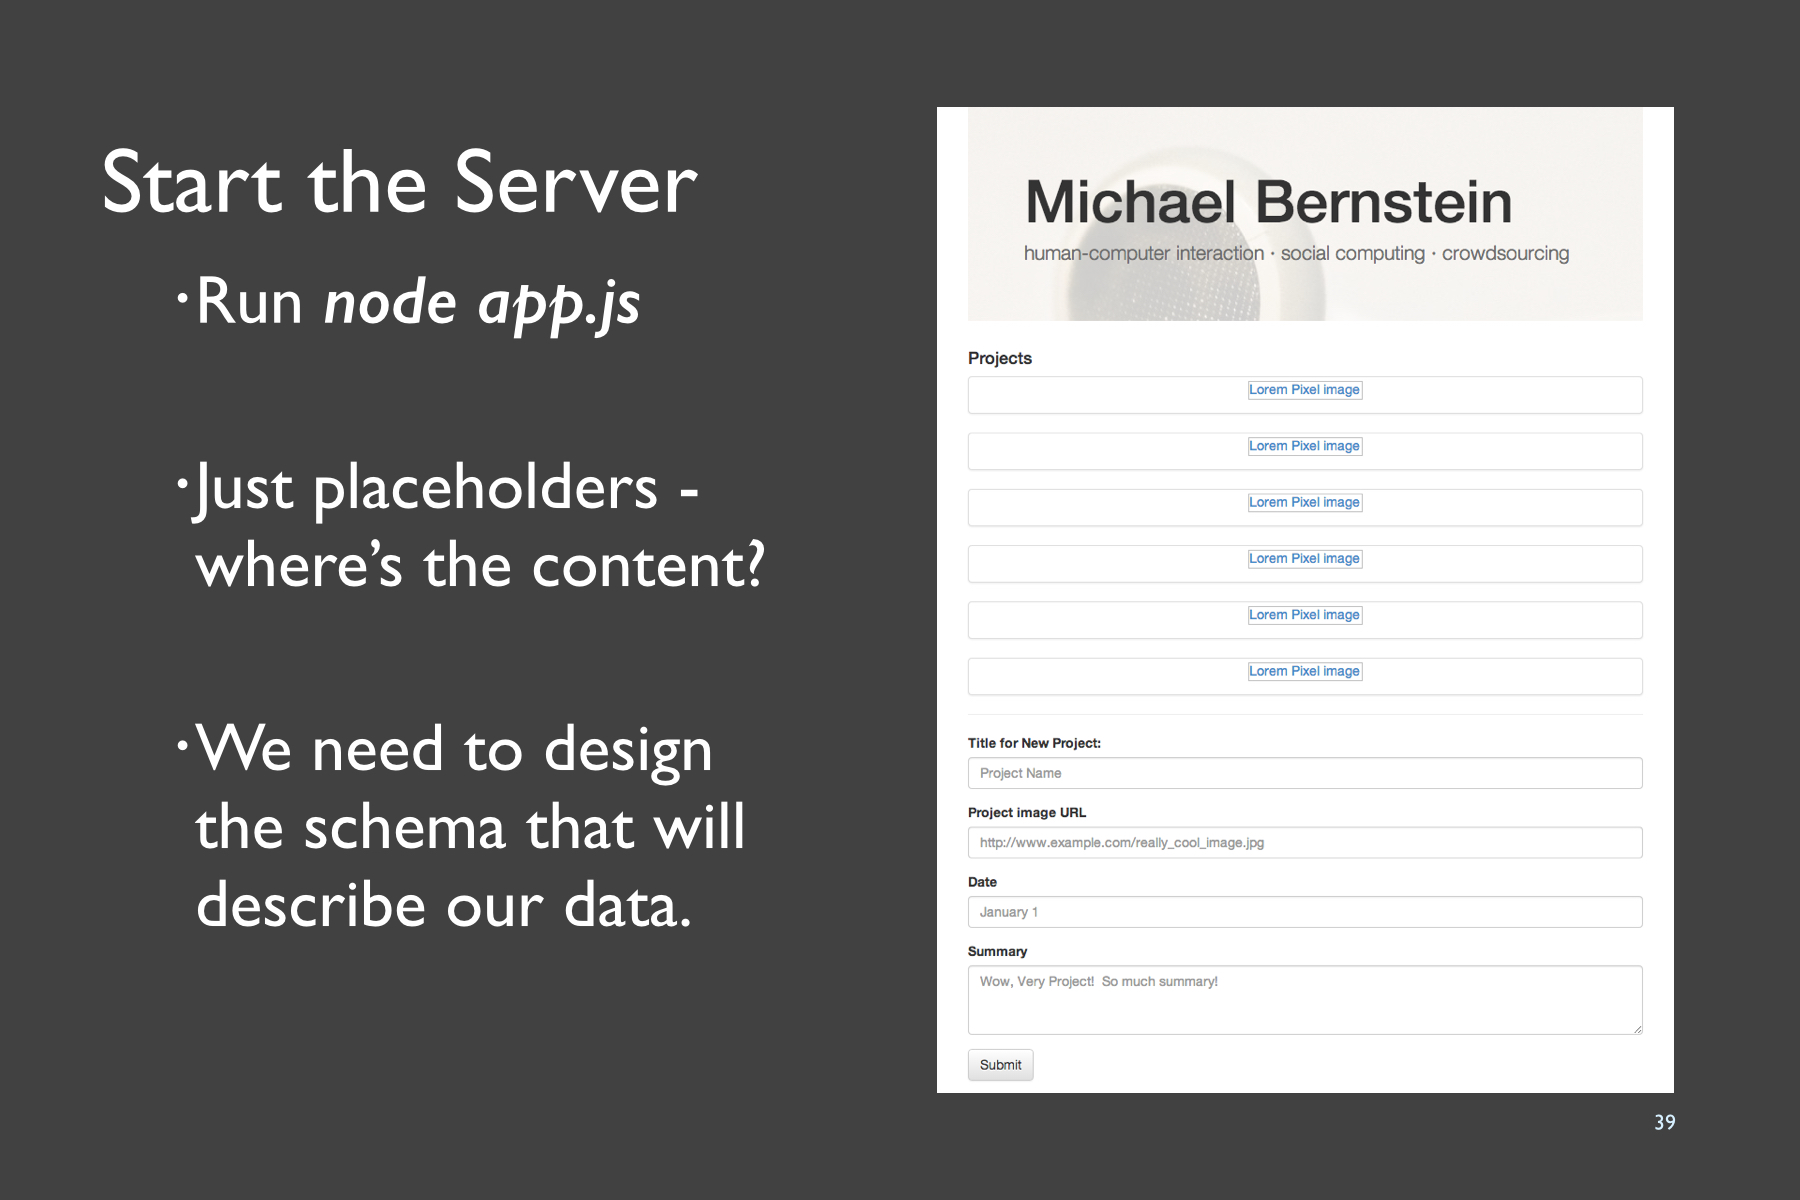 Start the Server
•Run node app.js
•Just placeholders -
where’s the content?
•We need to design
the schema that will
describe our data.
Michael Bernstein
human-computer interaction · social computing · crowdsourcing
Projects
Lorem Pixel image
Lorem Pixel image
Lorem Pixel image
Lorem Pixel image
Lorem Pixel image
Lorem Pixel image
Title for New Project:
Project Name
Project image URL
http://www.example.com/really_cool_image.jpg
Date
January 1
Summary
Wow, Very Project!  So much summary!
Submit
39